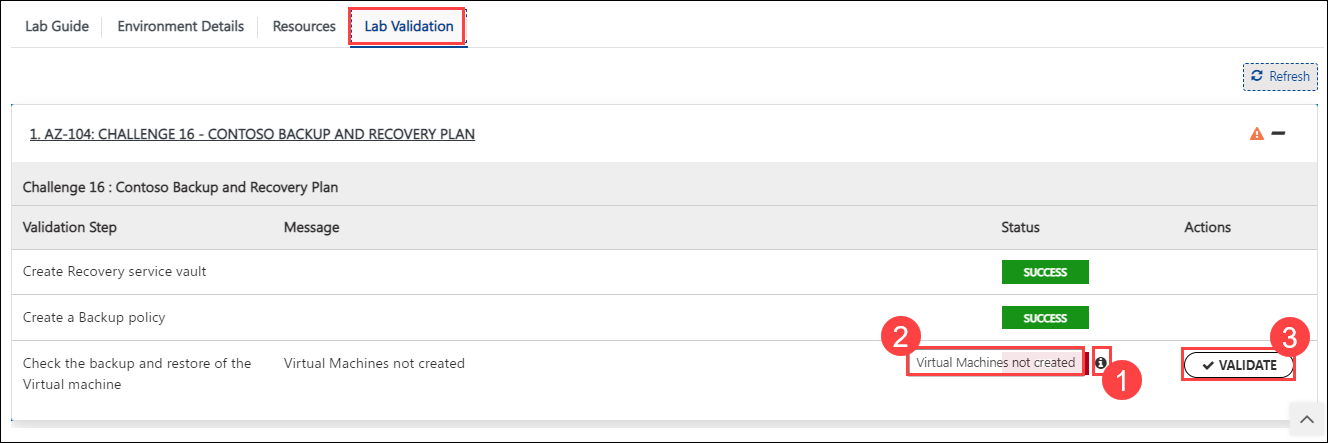 Lab Guide
Environment Details
Resources
Lab Validation
Refresh
1. AZ-104: CHALLENGE 16 - CONTOSO BACKUP AND RECOVERY PLAN
Challenge 16 : Contoso Backup and Recovery Plan
Validation Step
Message
Status
Actions
Create Recovery service vault
SUCCESS
Create a Backup policy
SUCCESS
2
3
Check the backup and restore of the
Virtual machine
Virtual Machines not created
Virtual Machines not created
1
VALIDATE